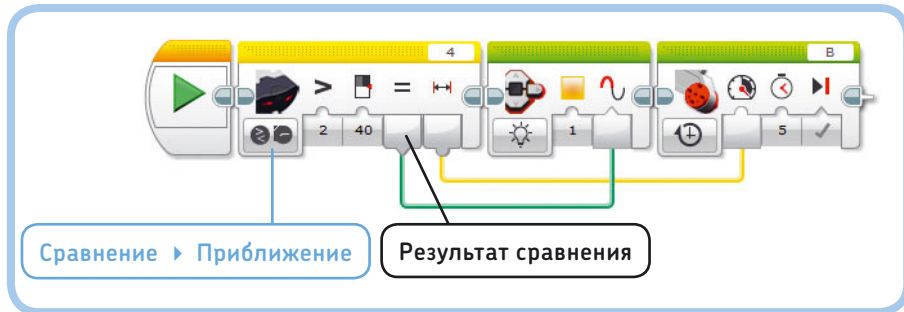 4 B
> =
2 40 1 5
Сравнение ▸ Приближение
Результат сравнения